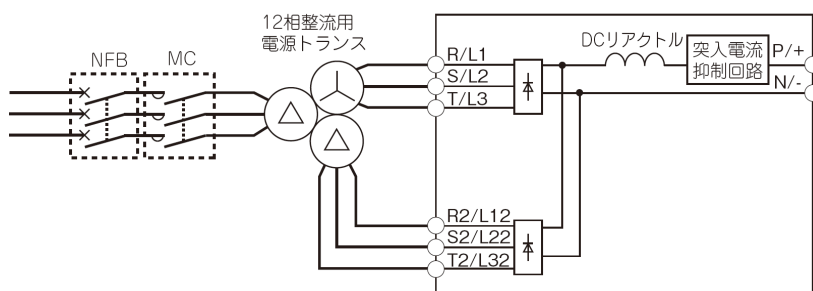 12相整流用
電源トランス
NFB
MC
R/L1
S/L2
T/L3
DCリアクトル
突入電流
抑制回路
P/+
N/-
R2/L12
S2/L22
T2/L32